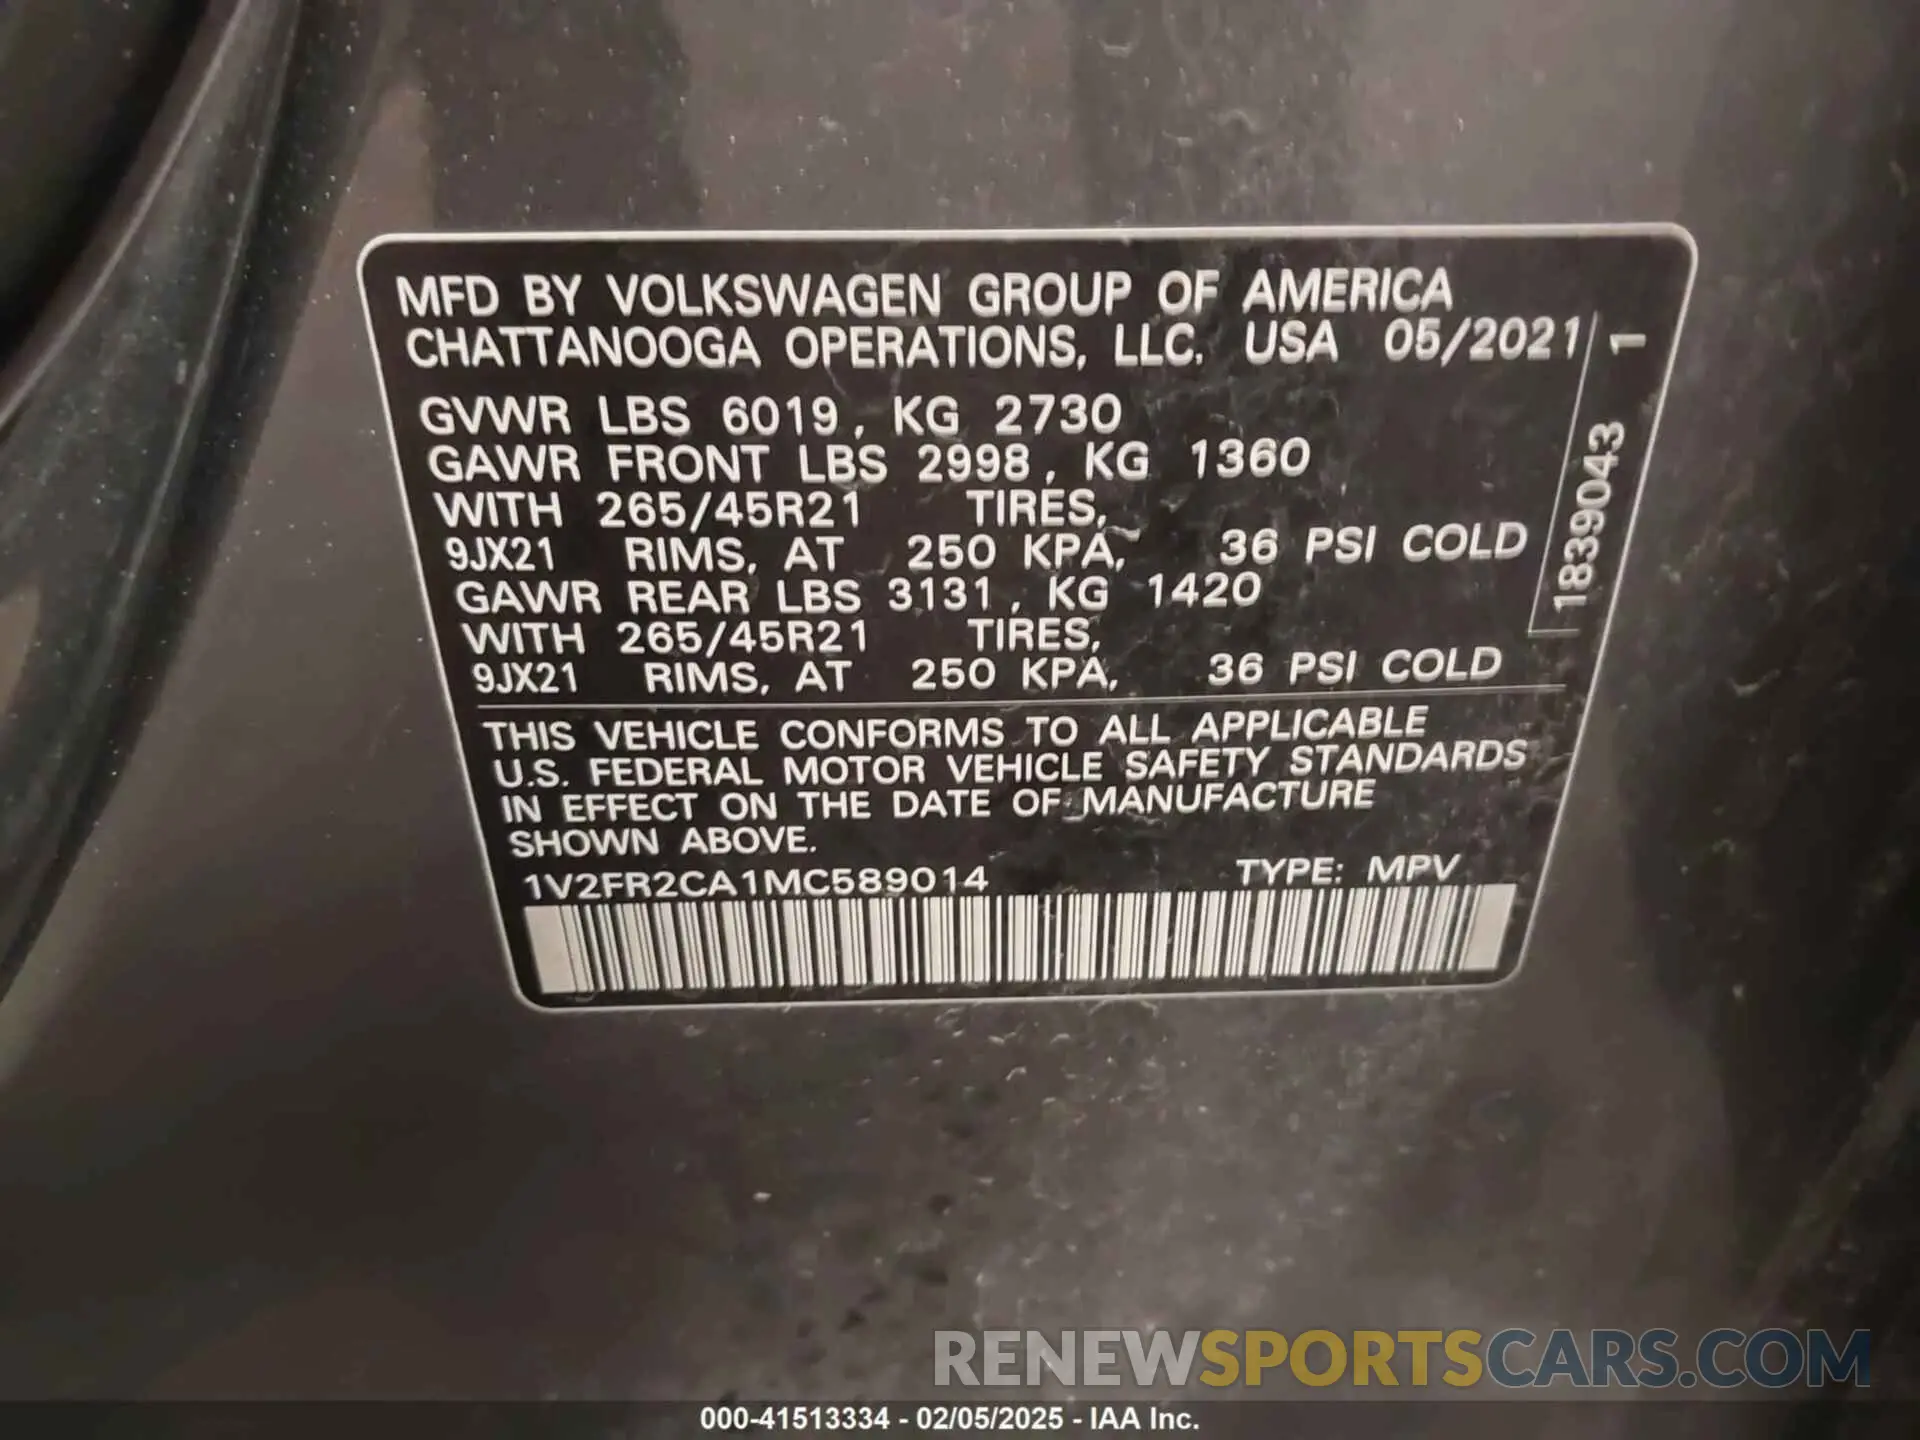 MFD BY VOLKSWAGEN GROUP OF AMERICA
CHATTANOOGA OPERATIONS, LLC, USA 05/2021
GVWR LBS 6019, KG 2730
GAWR FRONT LBS 2998, KG 1360
WITH 265/45R21 TIRES,
9JX21 RIMS, AT 250 KPA, 36 PSI COLD
GAWR REAR LBS 3131, KG 1420
WITH 265/45R21 TIRES,
9JX21 RIMS, AT 250 KPA, 36 PSI COLD
1839043 1
THIS VEHICLE CONFORMS TO ALL APPLICABLE
U.S. FEDERAL MOTOR VEHICLE SAFETY STANDARDS
IN EFFECT ON THE DATE OF MANUFACTURE
SHOWN ABOVE.
1V2FR2CA1MC589014 TYPE: MPV
RENEWSPORTSCARS.COM
000-41513334 - 02/05/2025 - IAA Inc.